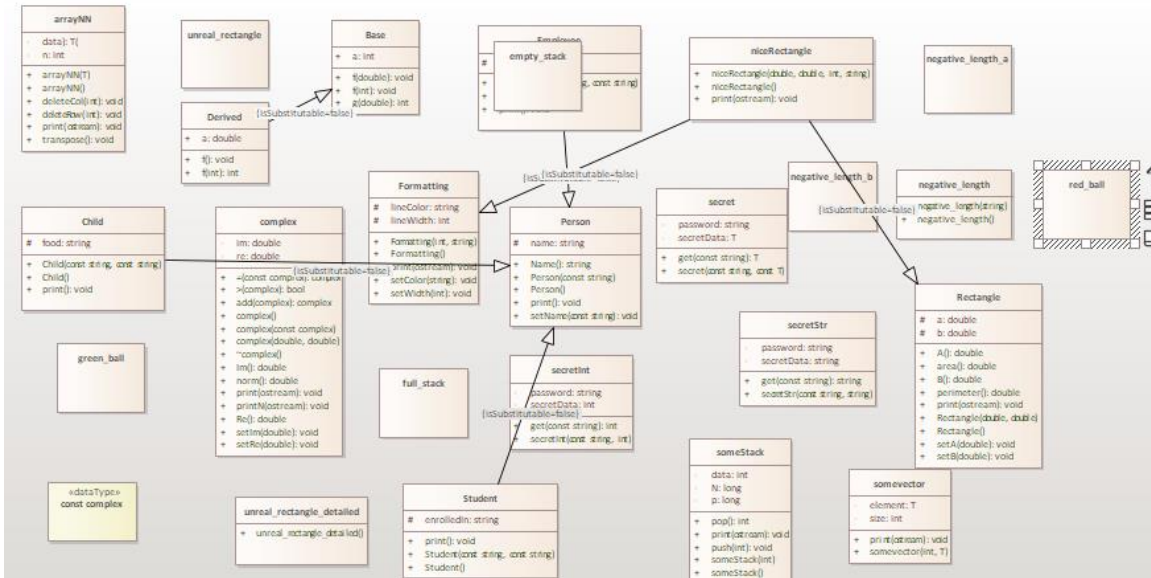 arrayNN
data): T(
n: int
+ arrayNN(T)
+ arrayNN()
+ deleteCol(int): void
+ deleteRow(int): void
+ print(ostream): void
+ transpose(): void
unreal_rectangle
Base
+ a: int
+ f(double): void
+ f(int): void
+ g(double): int
Derived
+ a: double
+ f(): void
+ f(int): int
{isSubstitutable=false}
Employee
#
empty_stack
g, const string)
+
+
niceRectangle
+ niceRectangle(double, double, int, string)
+ niceRectangle()
+ print(ostream): void
negative_length_a
{isSubstitutable=false}
Formatting
# lineColor: string
# lineWidth: int
+ Formatting(int, string)
+ Formatting()
+ print(ostream): void
+ setColor(string): void
+ setWidth(int): void
negative_length_b
{isSubstitutable=false}
negative_length
negative_length(string)
+ negative_length()
red_ball
Child
# food: string
+ Child(const string, const string)
+ Child()
+ print(): void
complex
im: double
re: double
+ +(const complex): complex
+ >(complex): bool
+ add(complex): complex
+ complex()
+ complex(const complex)
+ complex(double, double)
+ ~complex()
+ Im(): double
+ norm(): double
+ print(ostream): void
+ printN(ostream): void
+ Re(): double
+ setIm(double): void
+ setRe(double): void
{isSubstitutable=false}
Person
# name: string
+ Name(): string
+ Person(const string)
+ Person()
+ print(): void
+ setName(const string): void
secret
password: string
secretData: T
+ get(const string): T
+ secret(const string, const T)
Rectangle
# a: double
# b: double
+ A(): double
+ area(): double
+ B(): double
+ perimeter(): double
+ print(ostream): void
+ Rectangle(double, double)
+ Rectangle()
+ setA(double): void
+ setB(double): void
secretStr
password: string
secretData: string
+ get(const string): string
+ secretStr(const string, string)
green_ball
full_stack
secretInt
password: string
secretData: int
+ get(const string): int
+ secretInt(const string, int)
{isSubstitutable=false}
someStack
data: int
N: long
p: long
+ pop(): int
+ print(ostream): void
+ push(int): void
+ someStack(int)
+ someStack()
somevector
element: T
size: int
+ print(ostream): void
+ somevector(int, T)
«dataType»
const complex
unreal_rectangle_detailed
+ unreal_rectangle_detailed()
Student
# enrolledIn: string
+ print(): void
+ Student(const string, const string)
+ Student()